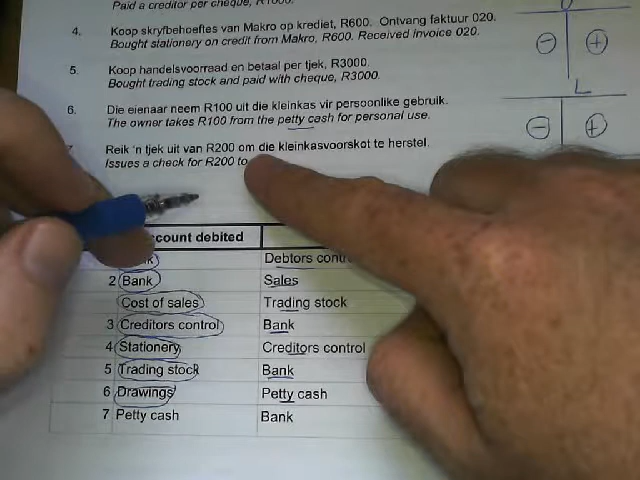 Paid a creditor per cheque, R1000.
4. Koop skryfbehoeftes van Makro op krediet, R600. Ontvang faktuur 020.
Bought stationery on credit from Makro, R600. Received invoice 020.
5. Koop handelsvoorraad en betaal per tjek, R3000.
Bought trading stock and paid with cheque, R3000.
6. Die eienaar neem R100 uit die kleinkas vir persoonlike gebruik.
The owner takes R100 from the petty cash for personal use.
Reik 'n tjek uit van R200 om die kleinkasvoorskot te herstel.
Issues a check for R200 to
- +
L
- +
debited
Debtors
2 Bank Sales
Cost of sales Trading stock
3 Creditors control Bank
4 Stationery Creditors control
5 Trading stock Bank
6 Drawings Petty cash
7 Petty cash Bank